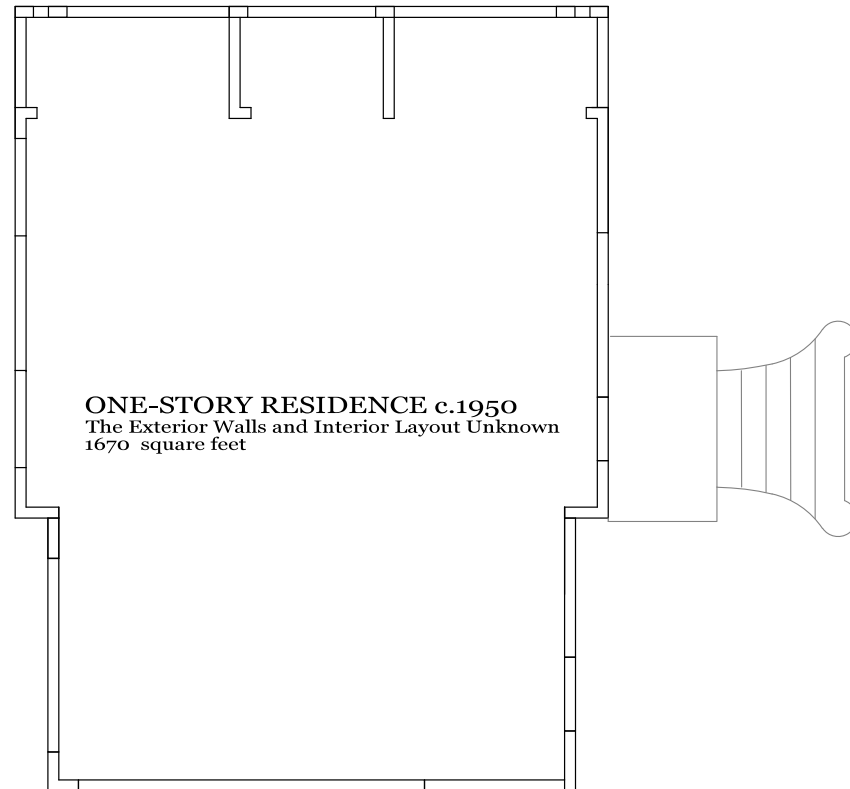 ONE-STORY RESIDENCE c.1950
The Exterior Walls and Interior Layout Unknown
1670 square feet